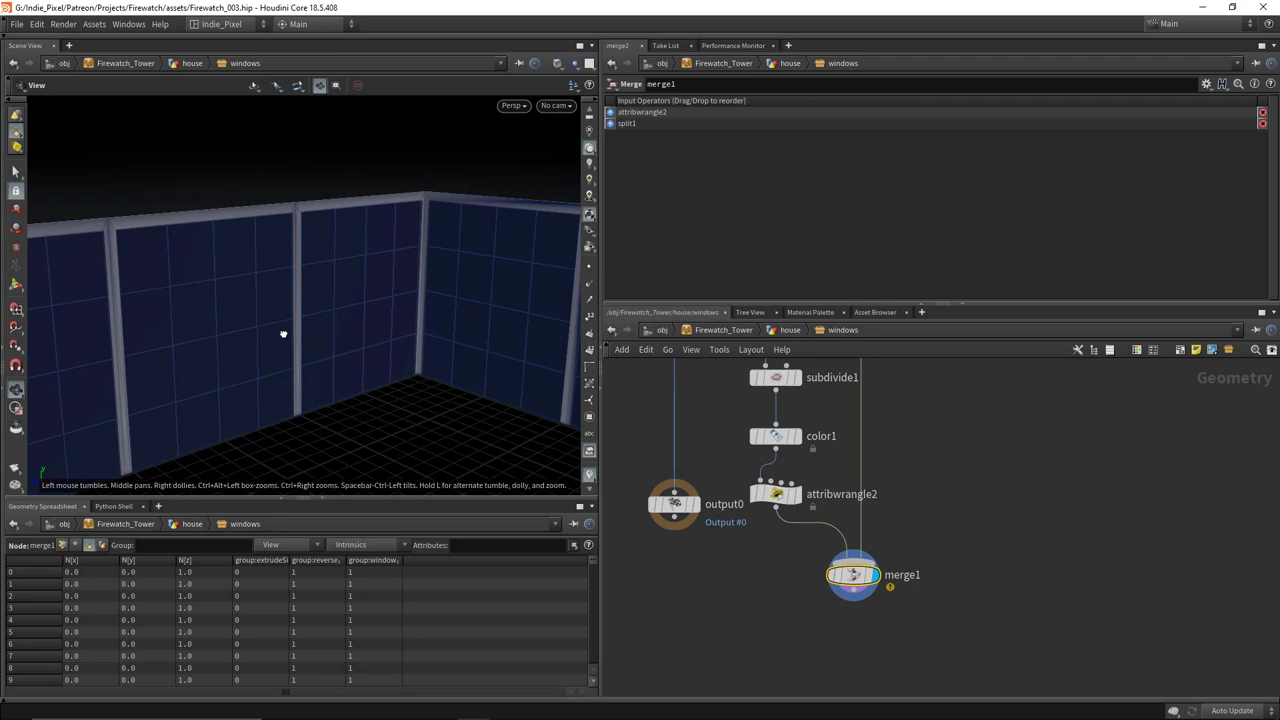 G:/Indie_Pixel/Patreon/Projects/Firewatch/assets/Firewatch_003.hip - Houdini Core 18.5.408
File Edit Render Assets Windows Help Indie_Pixel Main Main
Scene View
obj Firewatch_Tower house windows
View
Persp No cam
Left mouse tumbles. Middle pans. Right dollies. Ctrl+Alt+Left box-zooms. Ctrl+Right zooms. Spacebar-Ctrl-Left tilts. Hold L for alternate tumble, dolly, and zoom.
y
abc
merge1 Take List Performance Monitor
obj Firewatch_Tower house windows
Merge merge1
Input Operators (Drag/Drop to reorder)
attribwrangle2
split1
/obj/Firewatch_Tower/house/windows Tree View Material Palette Asset Browser
obj Firewatch_Tower house windows
Add Edit Go View Tools Layout Help
Geometry
subdivide1
color1
attribwrangle2
output0
Output #0
merge1
Geometry Spreadsheet Python Shell
obj Firewatch_Tower house windows
Node: merge1 Group: View Intrinsics Attributes:
N[x] N[y] N[z] group:extrudeSi group:reverse, group:window,
0 0.0 0.0 1.0 0 1 1
1 0.0 0.0 1.0 0 1 1
2 0.0 0.0 1.0 0 1 1
3 0.0 0.0 1.0 0 1 1
4 0.0 0.0 1.0 0 1 1
5 0.0 0.0 1.0 0 1 1
6 0.0 0.0 1.0 0 1 1
7 0.0 0.0 1.0 0 1 1
8 0.0 0.0 1.0 0 1 1
9 0.0 0.0 1.0 0 1 1
Auto Update